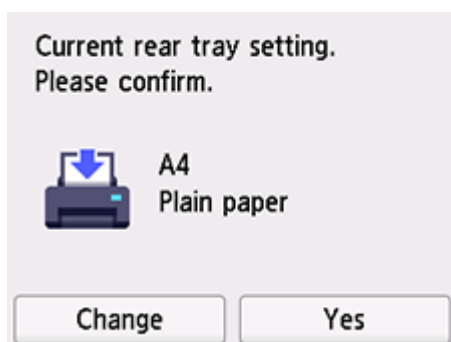 Current rear tray setting.
Please confirm.
A4
Plain paper
Change
Yes